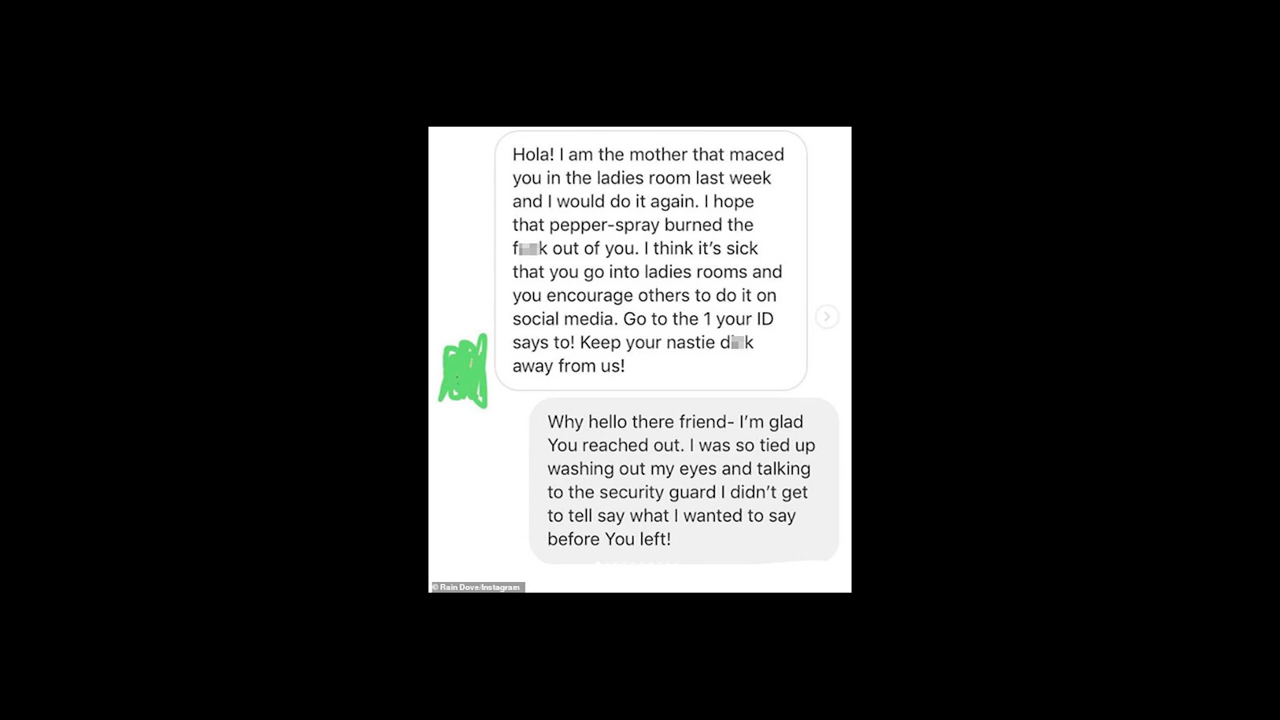 Hola! I am the mother that maced
you in the ladies room last week
and I would do it again. I hope
that pepper-spray burned the
f k out of you. I think it's sick
that you go into ladies rooms and
you encourage others to do it on
social media. Go to the 1 your ID
says to! Keep your nastie d k
away from us!
Why hello there friend- I'm glad
You reached out. I was so tied up
washing out my eyes and talking
to the security guard I didn't get
to tell say what I wanted to say
before You left!
© Rain Dove/Instagram